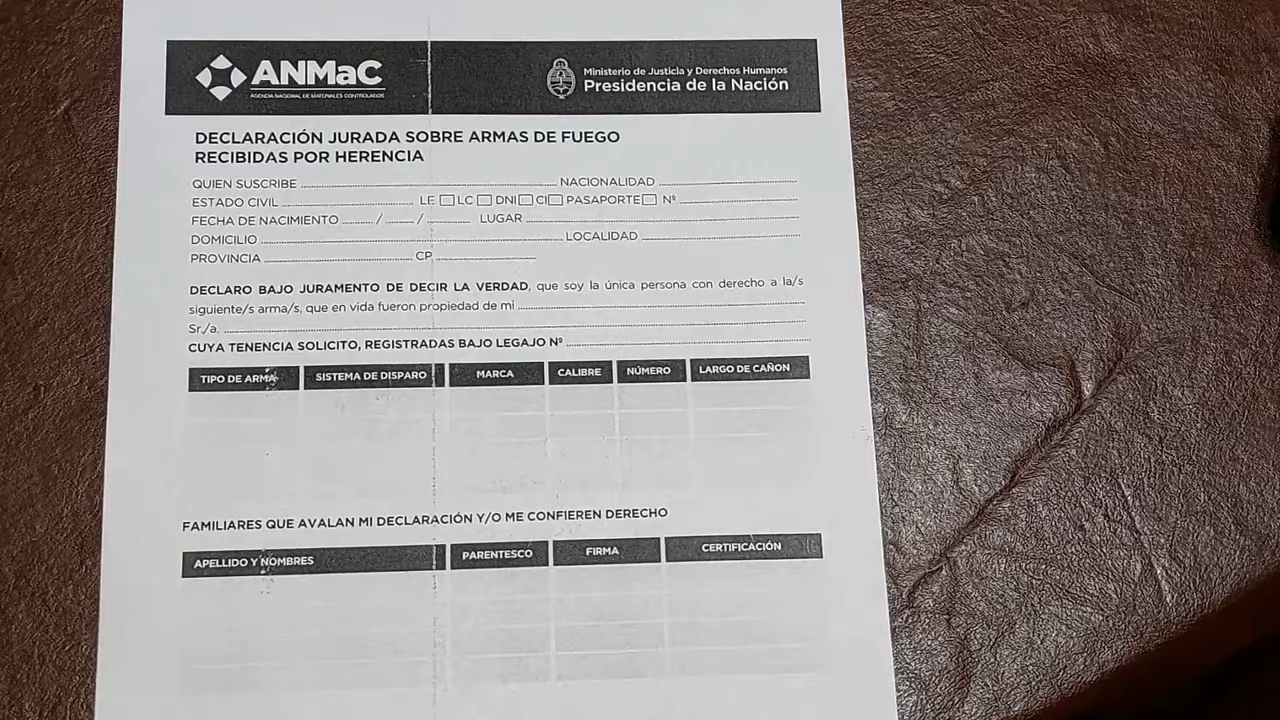 ANMaC
AGENCIA NACIONAL DE MATERIALES CONTROLADOS
Ministerio de Justicia y Derechos Humanos
Presidencia de la Nación
DECLARACIÓN JURADA SOBRE ARMAS DE FUEGO
RECIBIDAS POR HERENCIA
QUIEN SUSCRIBE NACIONALIDAD
ESTADO CIVIL LE LC DNI CI PASAPORTE Nº
FECHA DE NACIMIENTO / / LUGAR
DOMICILIO LOCALIDAD
PROVINCIA CP
DECLARO BAJO JURAMENTO DE DECIR LA VERDAD, que soy la única persona con derecho a la/s
siguiente/s arma/s, que en vida fueron propiedad de mi
Sr./a.
CUYA TENENCIA SOLICITO, REGISTRADAS BAJO LEGAJO Nº
TIPO DE ARMA SISTEMA DE DISPARO MARCA CALIBRE NÚMERO LARGO DE CAÑON
FAMILIARES QUE AVALAN MI DECLARACIÓN Y/O ME CONFIEREN DERECHO
APELLIDO Y NOMBRES PARENTESCO FIRMA CERTIFICACIÓN